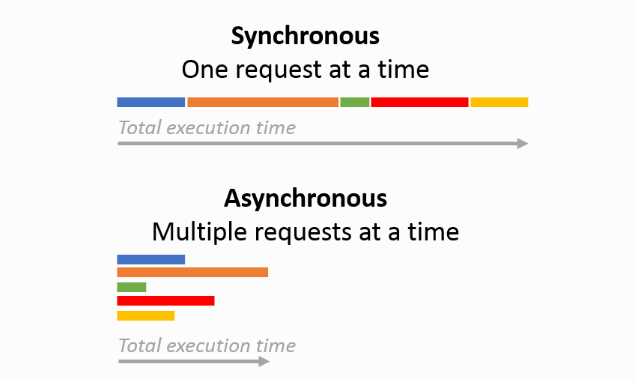 Synchronous
One request at a time
Total execution time
Asynchronous
Multiple requests at a time
Total execution time